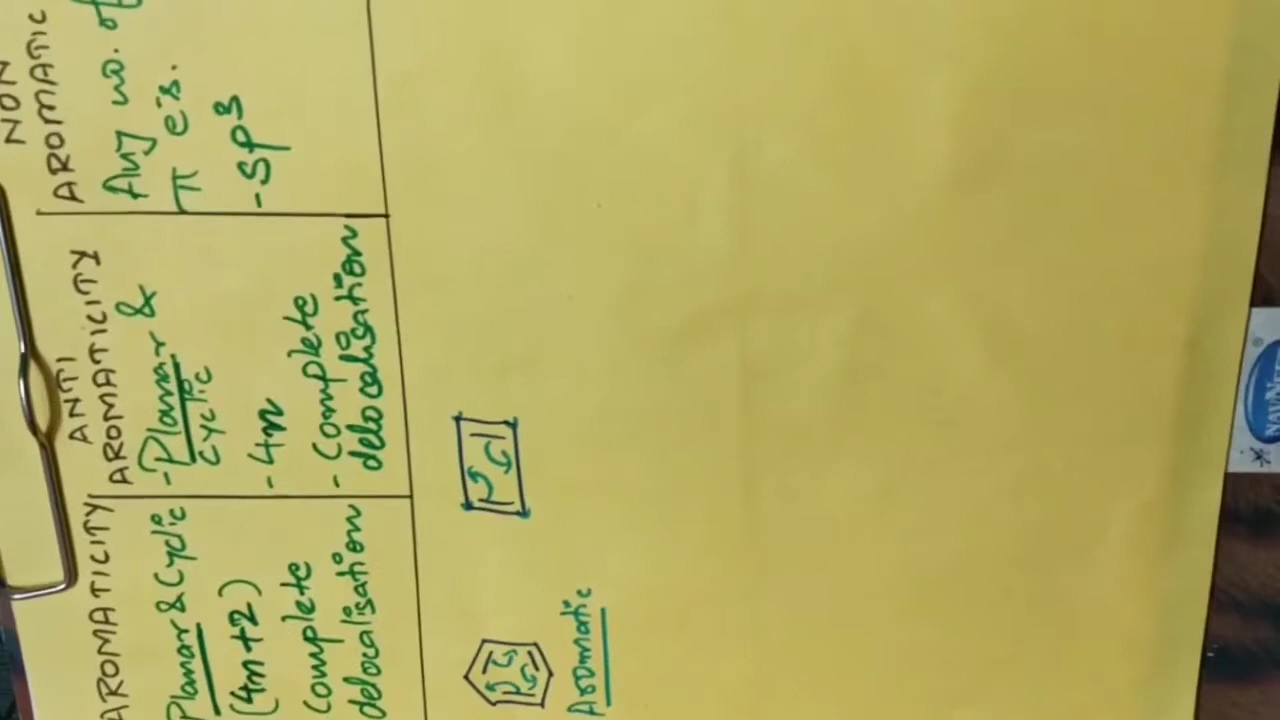 AROMATICITY
Planar & Cyclic
(4n+2)
complete
delocalisation
ANTI
AROMATICITY
- Planar &
cyclic
- 4n
- complete
delocalisation
NON
AROMATIC
Any no. of
π e's.
- sp3
Aromatic